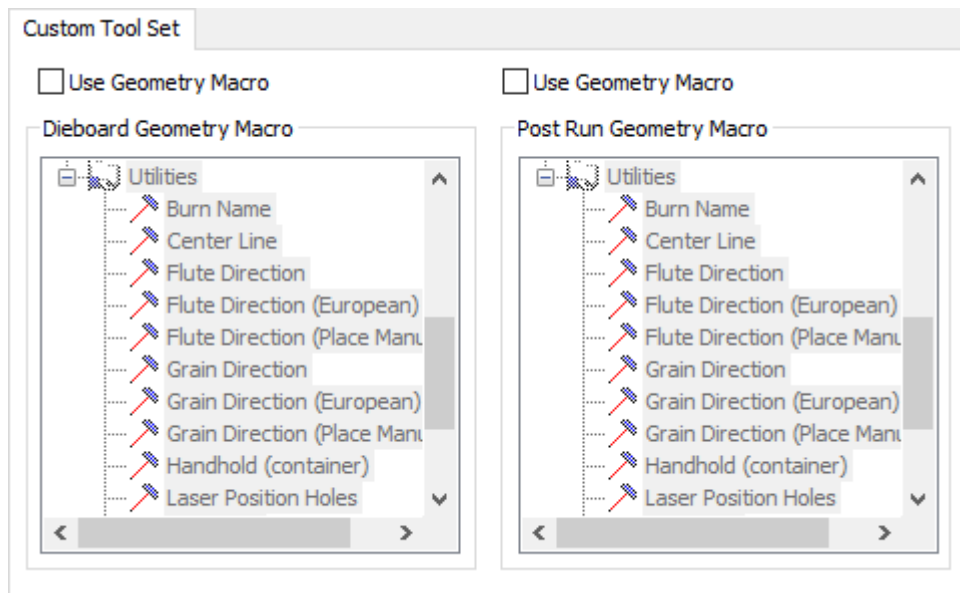 Custom Tool Set
Use Geometry Macro
Dieboard Geometry Macro
Utilities
Burn Name
Center Line
Flute Direction
Flute Direction (European)
Flute Direction (Place Manu
Grain Direction
Grain Direction (European)
Grain Direction (Place Manu
Handhold (container)
Laser Position Holes
Use Geometry Macro
Post Run Geometry Macro
Utilities
Burn Name
Center Line
Flute Direction
Flute Direction (European)
Flute Direction (Place Manu
Grain Direction
Grain Direction (European)
Grain Direction (Place Manu
Handhold (container)
Laser Position Holes